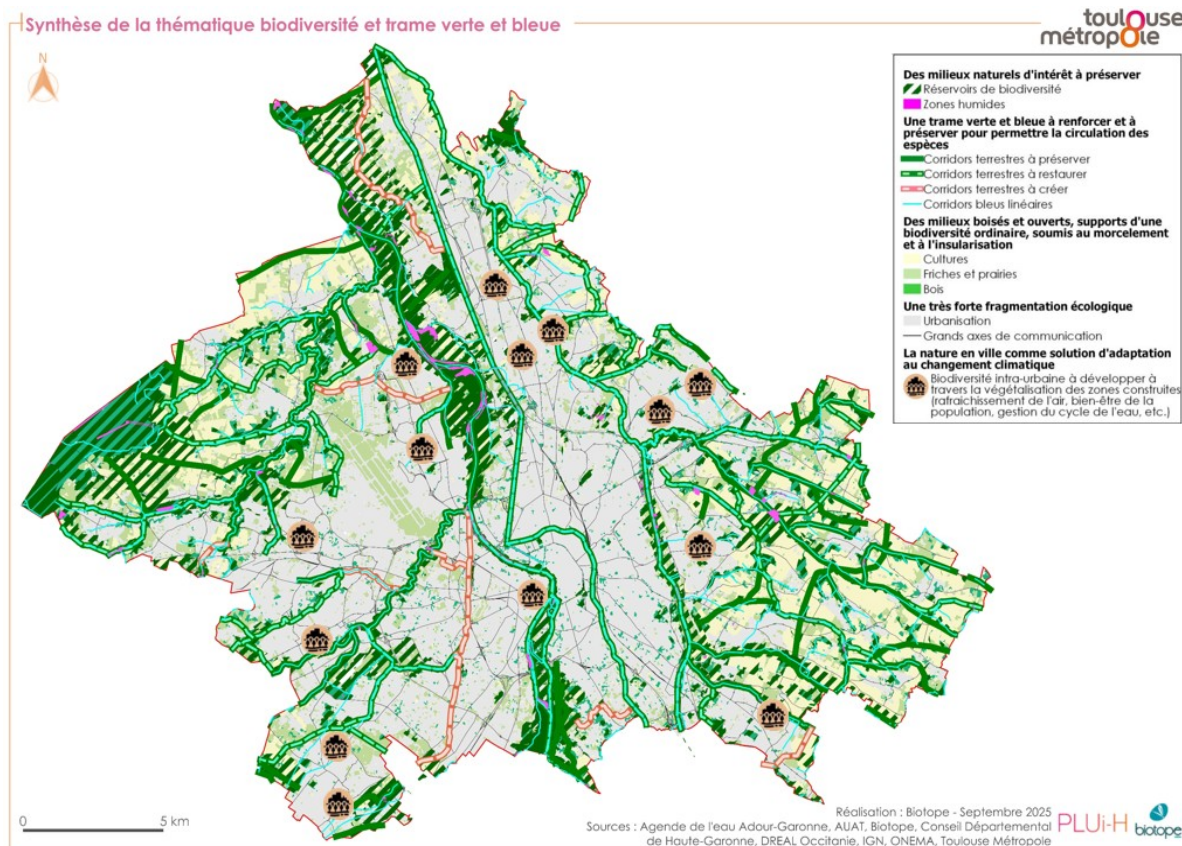 Synthèse de la thématique biodiversité et trame verte et bleue
toulouse
métropole
N
Des milieux naturels d'intérêt à préserver
Réservoirs de biodiversité
Zones humides
Une trame verte et bleue à renforcer et à
préserver pour permettre la circulation des
espèces
Corridors terrestres à préserver
Corridors terrestres à restaurer
Corridors terrestres à créer
Corridors bleus linéaires
Des milieux boisés et ouverts, supports d'une
biodiversité ordinaire, soumis au morcelement
et à l'insularisation
Cultures
Friches et prairies
Bois
Une très forte fragmentation écologique
Urbanisation
Grands axes de communication
La nature en ville comme solution d'adaptation
au changement climatique
Biodiversité intra-urbaine à développer à
travers la végétalisation des zones construites
(rafraichissement de l'air, bien-être de la
population, gestion du cycle de l'eau, etc.)
0 5 km
Réalisation : Biotope - Septembre 2025
Sources : Agende de l'eau Adour-Garonne, AUAT, Biotope, Conseil Départemental
de Haute-Garonne, DREAL Occitanie, IGN, ONEMA, Toulouse Métropole
PLUi-H
biotope